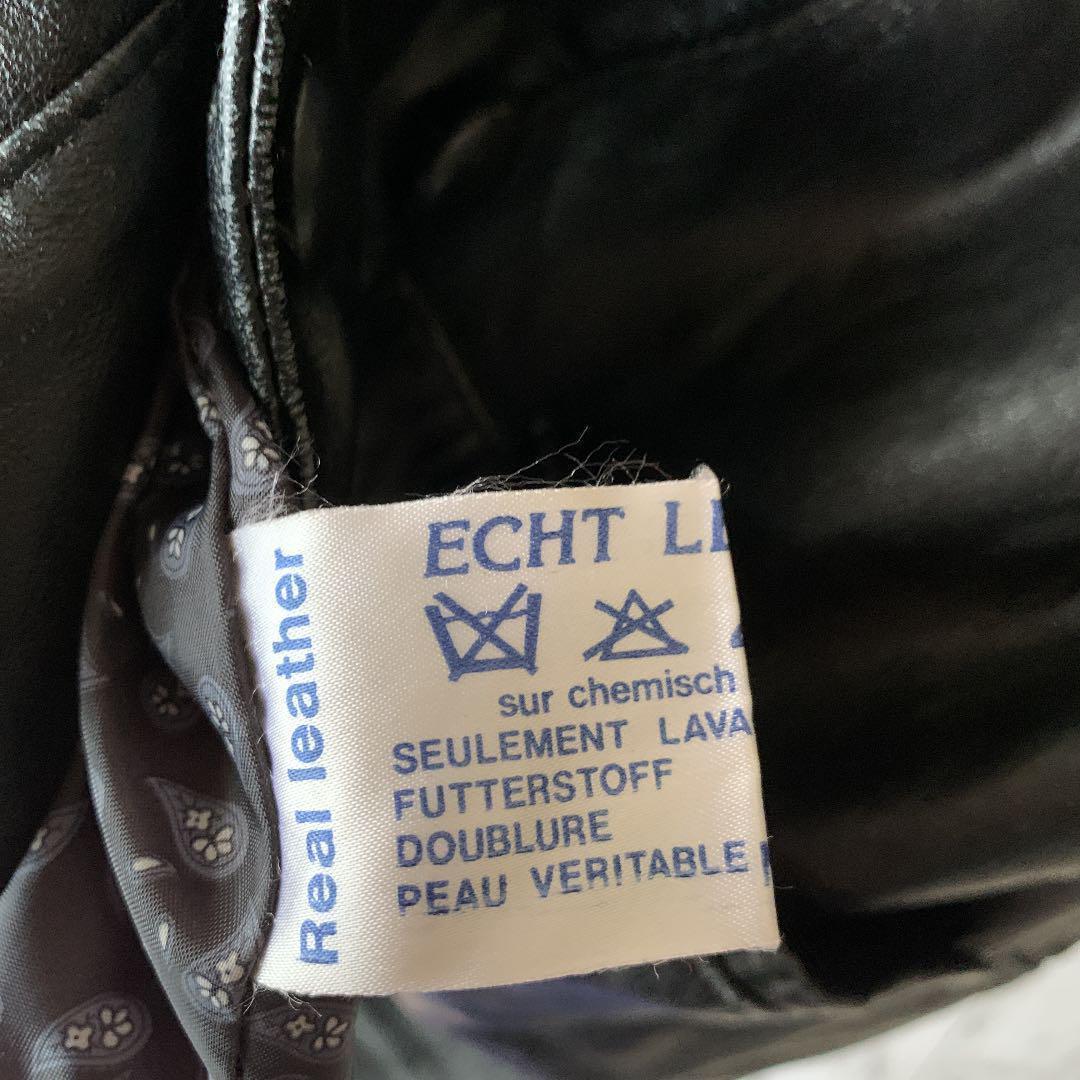 Real leather
ECHT LE
sur chemisch
SEULEMENT LAVA
FUTTERSTOFF
DOUBLURE
PEAU VERITABLE